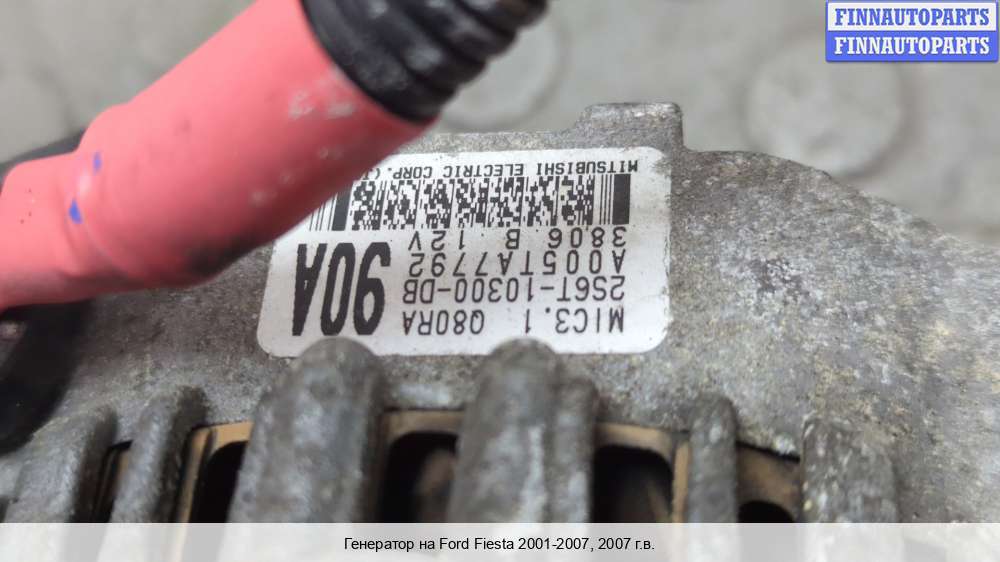 FINNAUTOPARTS
FINNAUTOPARTS
MIC3.1 Q80RA
2S6T-10300-DB
A005TA7792
3806 B 12V
90A
MITSUBISHI ELECTRIC CORP.
Генератор на Ford Fiesta 2001-2007, 2007 г.в.